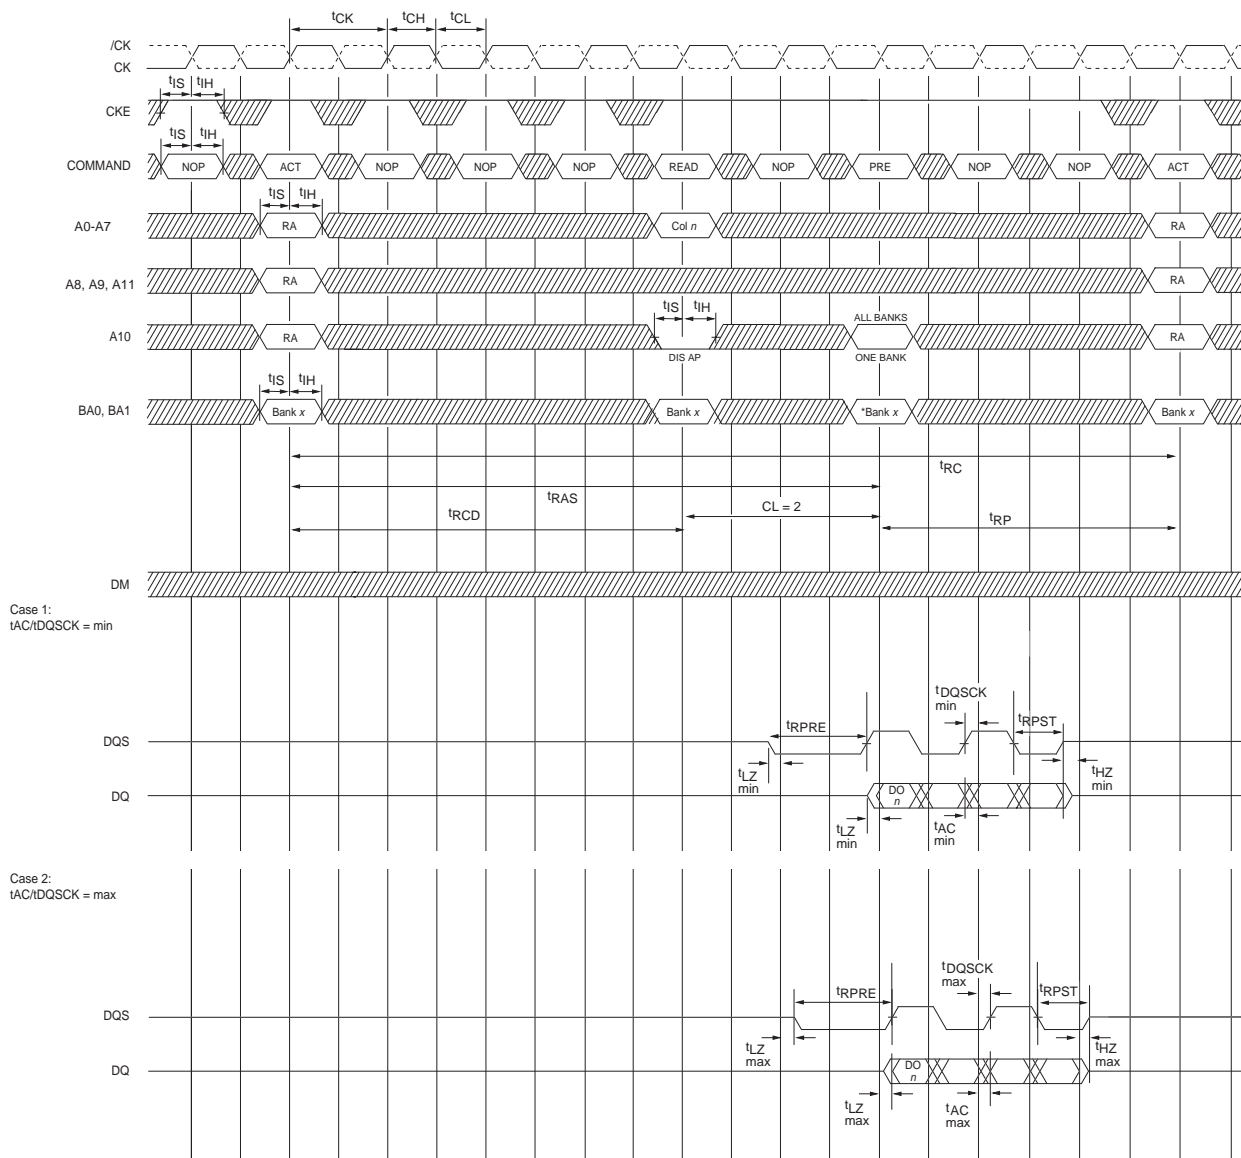 tCK tCH tCL
/CK
CK
tIS tIH
CKE
tIS tIH
COMMAND NOP ACT NOP NOP NOP READ NOP PRE NOP NOP ACT
tIS tIH
A0-A7 RA Col n RA
A8, A9, A11 RA RA
tIS tIH ALL BANKS
A10 RA RA
DIS AP ONE BANK
tIS tIH
BA0, BA1 Bank x Bank x *Bank x Bank x
tRC
tRAS
CL = 2
tRCD tRP
DM
Case 1:
tAC/tDQSCK = min
tDQSCK
min
tRPRE tRPST
DQS
tLZ
min
tHZ
min
DQ DO
n
tLZ
min
tAC
min
Case 2:
tAC/tDQSCK = max
tDQSCK
max
tRPRE tRPST
DQS
tLZ
max
tHZ
max
DQ DO
n
tLZ
max
tAC
max